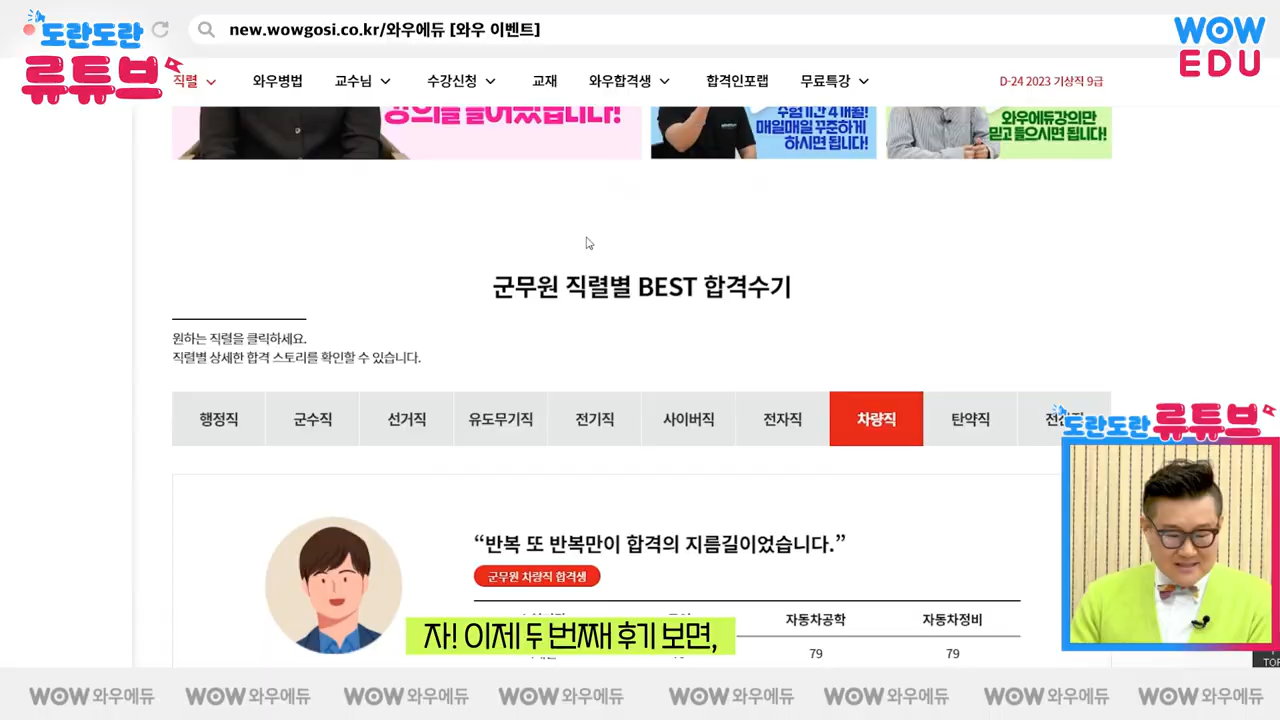 도란도란
류튜브
new.wowgosi.co.kr/와우에듀 [와우 이벤트]
WOW
EDU
직렬
와우병법
교수님
수강신청
교재
와우합격생
합격인포랩
무료특강
D-24 2023 기상직 9급
강의를 들어왔습니다!
수험기간 4개월!
매일매일 꾸준하게
하시면 됩니다!
와우에듀강의만
믿고 들으시면 됩니다!
군무원 직렬별 BEST 합격수기
원하는 직렬을 클릭하세요.
직렬별 상세한 합격 스토리를 확인할 수 있습니다.
행정직
군수직
선거직
유도무기직
전기직
사이버직
전자직
차량직
탄약직
도란도란 류튜브
“반복 또 반복만이 합격의 지름길이었습니다.”
군무원 차량직 합격생
자동차공학
자동차정비
79
79
자! 이제 두 번째 후기 보면,
TOP
WOW 와우에듀
WOW 와우에듀
WOW 와우에듀
WOW 와우에듀
WOW 와우에듀
WOW 와우에듀
WOW 와우에듀
WOW 와우에듀